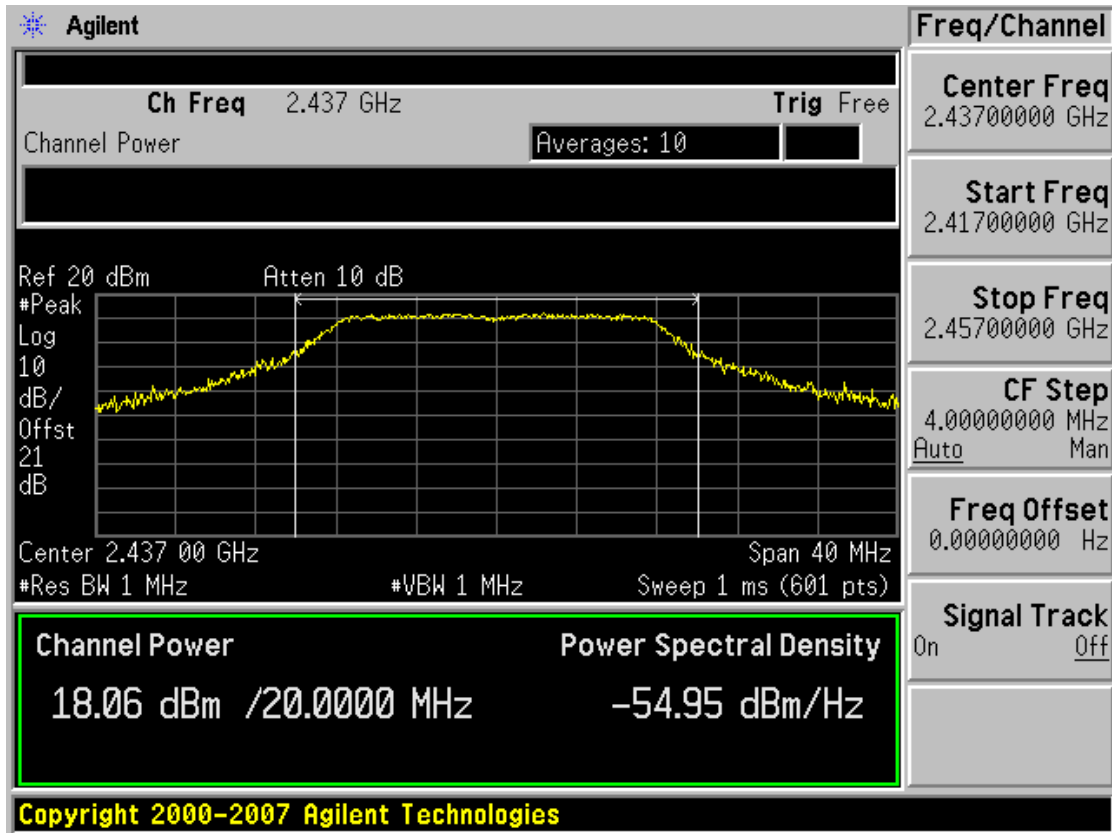 Agilent
Ch Freq 2.437 GHz Trig Free
Channel Power Averages: 10
Ref 20 dBm Atten 10 dB
#Peak
Log
10
dB/
Offst
21
dB
Center 2.437 00 GHz Span 40 MHz
#Res BW 1 MHz #VBW 1 MHz Sweep 1 ms (601 pts)
Channel Power Power Spectral Density
18.06 dBm /20.0000 MHz -54.95 dBm/Hz
Copyright 2000-2007 Agilent Technologies
Freq/Channel
Center Freq
2.43700000 GHz
Start Freq
2.41700000 GHz
Stop Freq
2.45700000 GHz
CF Step
4.00000000 MHz
Auto Man
Freq Offset
0.00000000 Hz
Signal Track
On Off